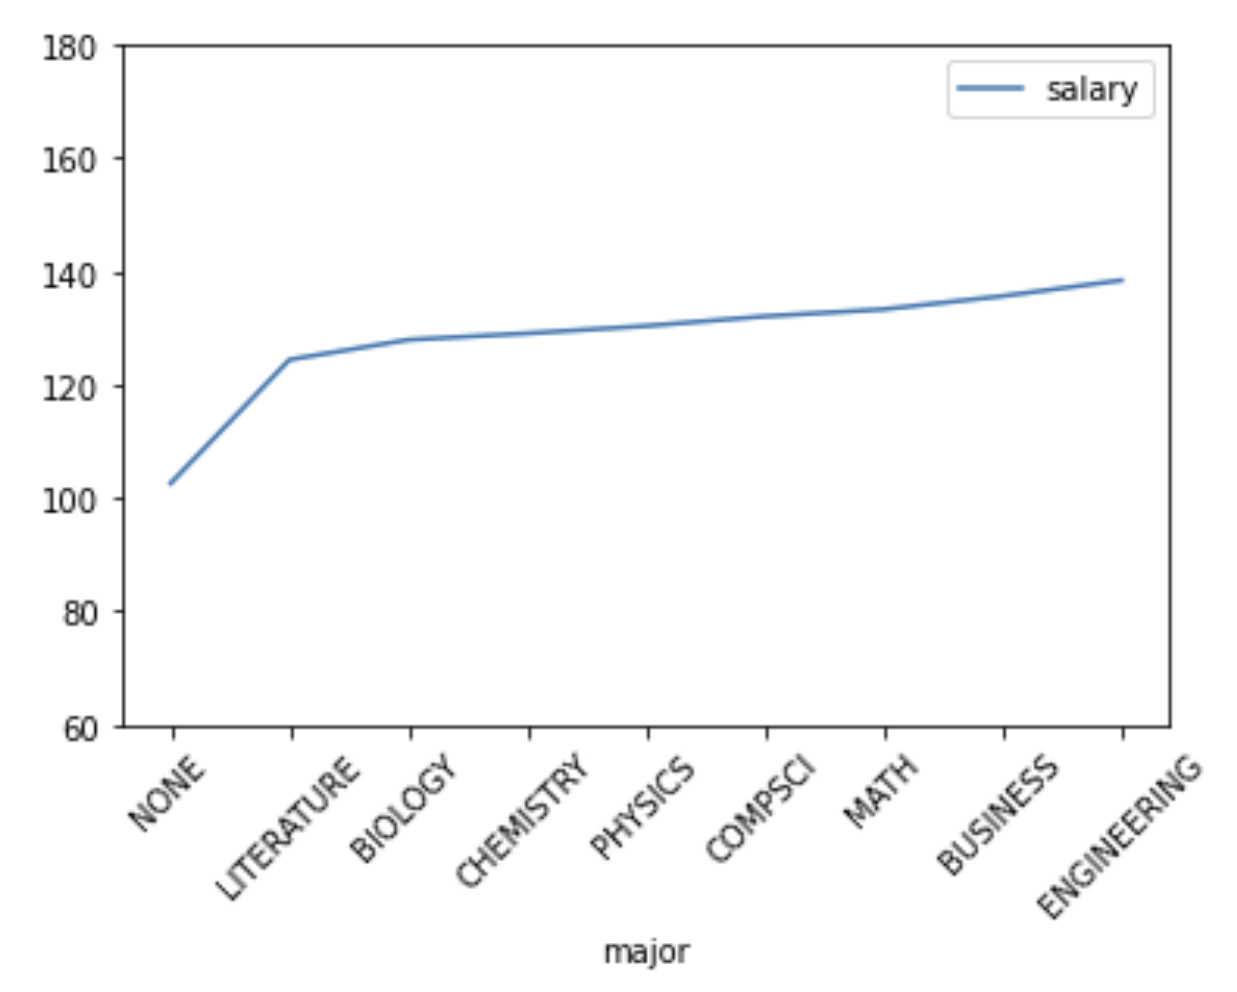 180
salary
160
140
120
100
80
60
NONE
LITERATURE
BIOLOGY
CHEMISTRY
PHYSICS
COMPSCI
MATH
BUSINESS
ENGINEERING
major